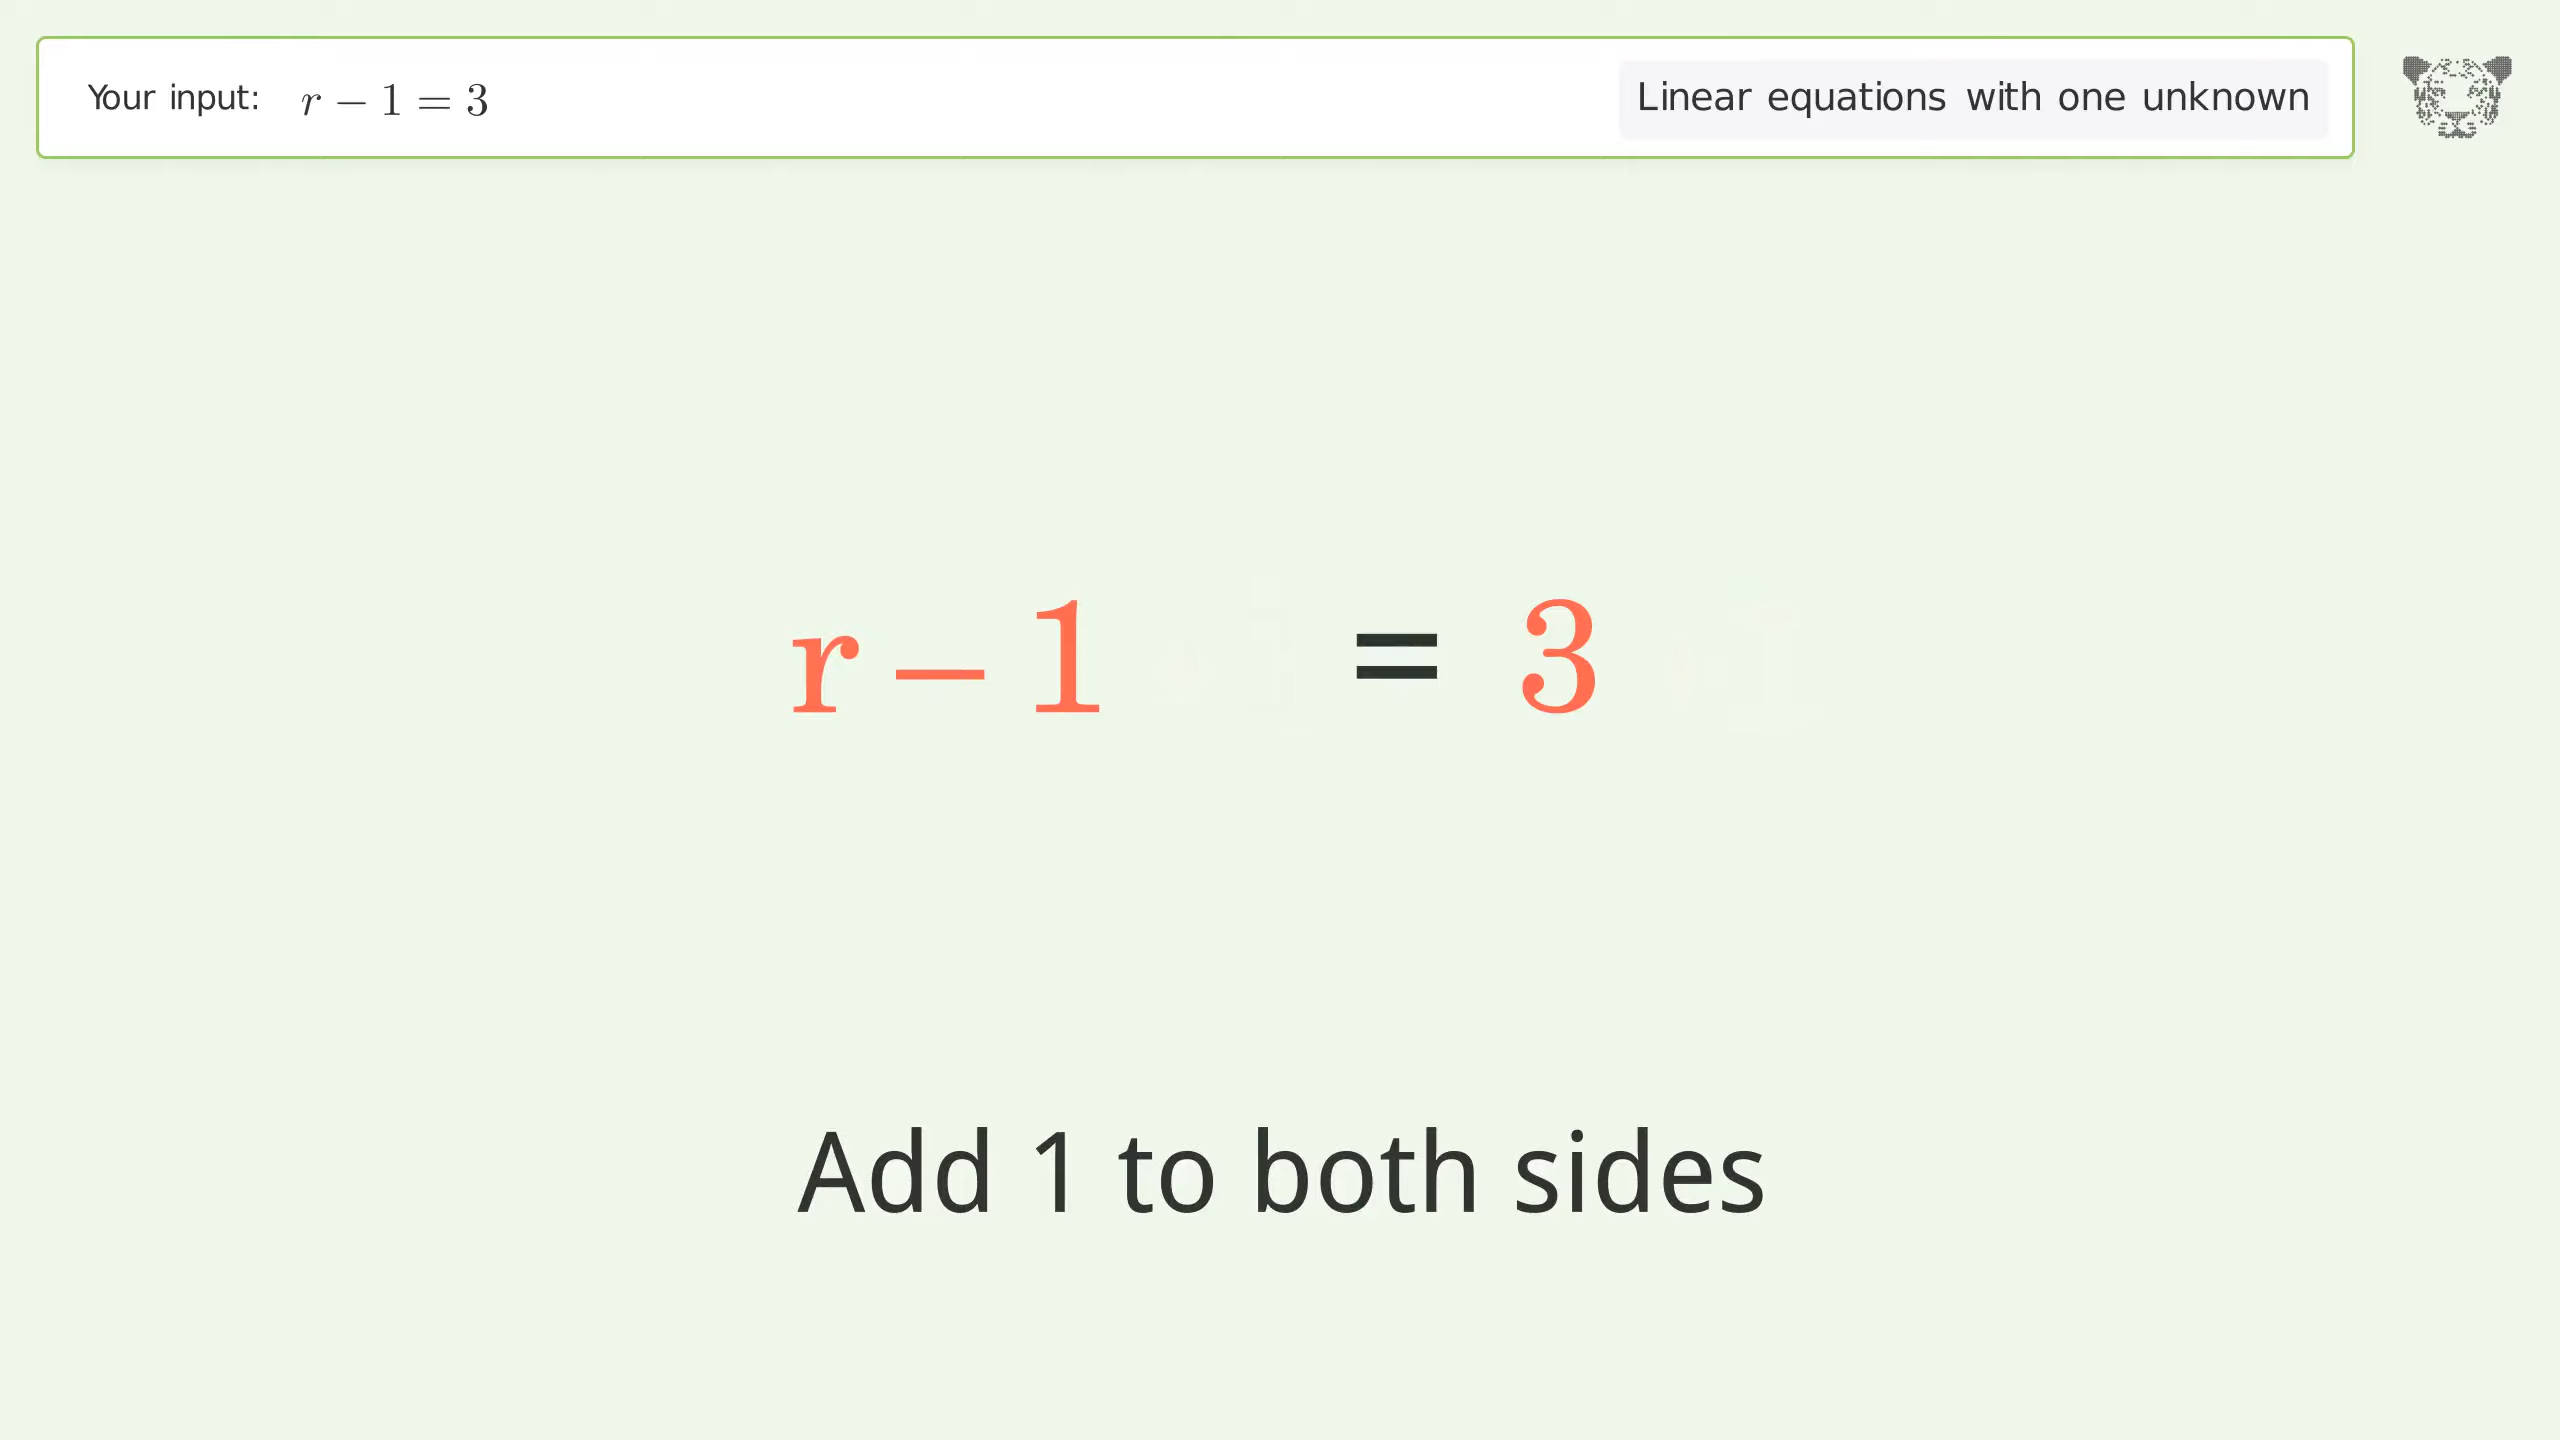 Your input: r − 1 = 3
Linear equations with one unknown
r − 1 = 3
Add 1 to both sides